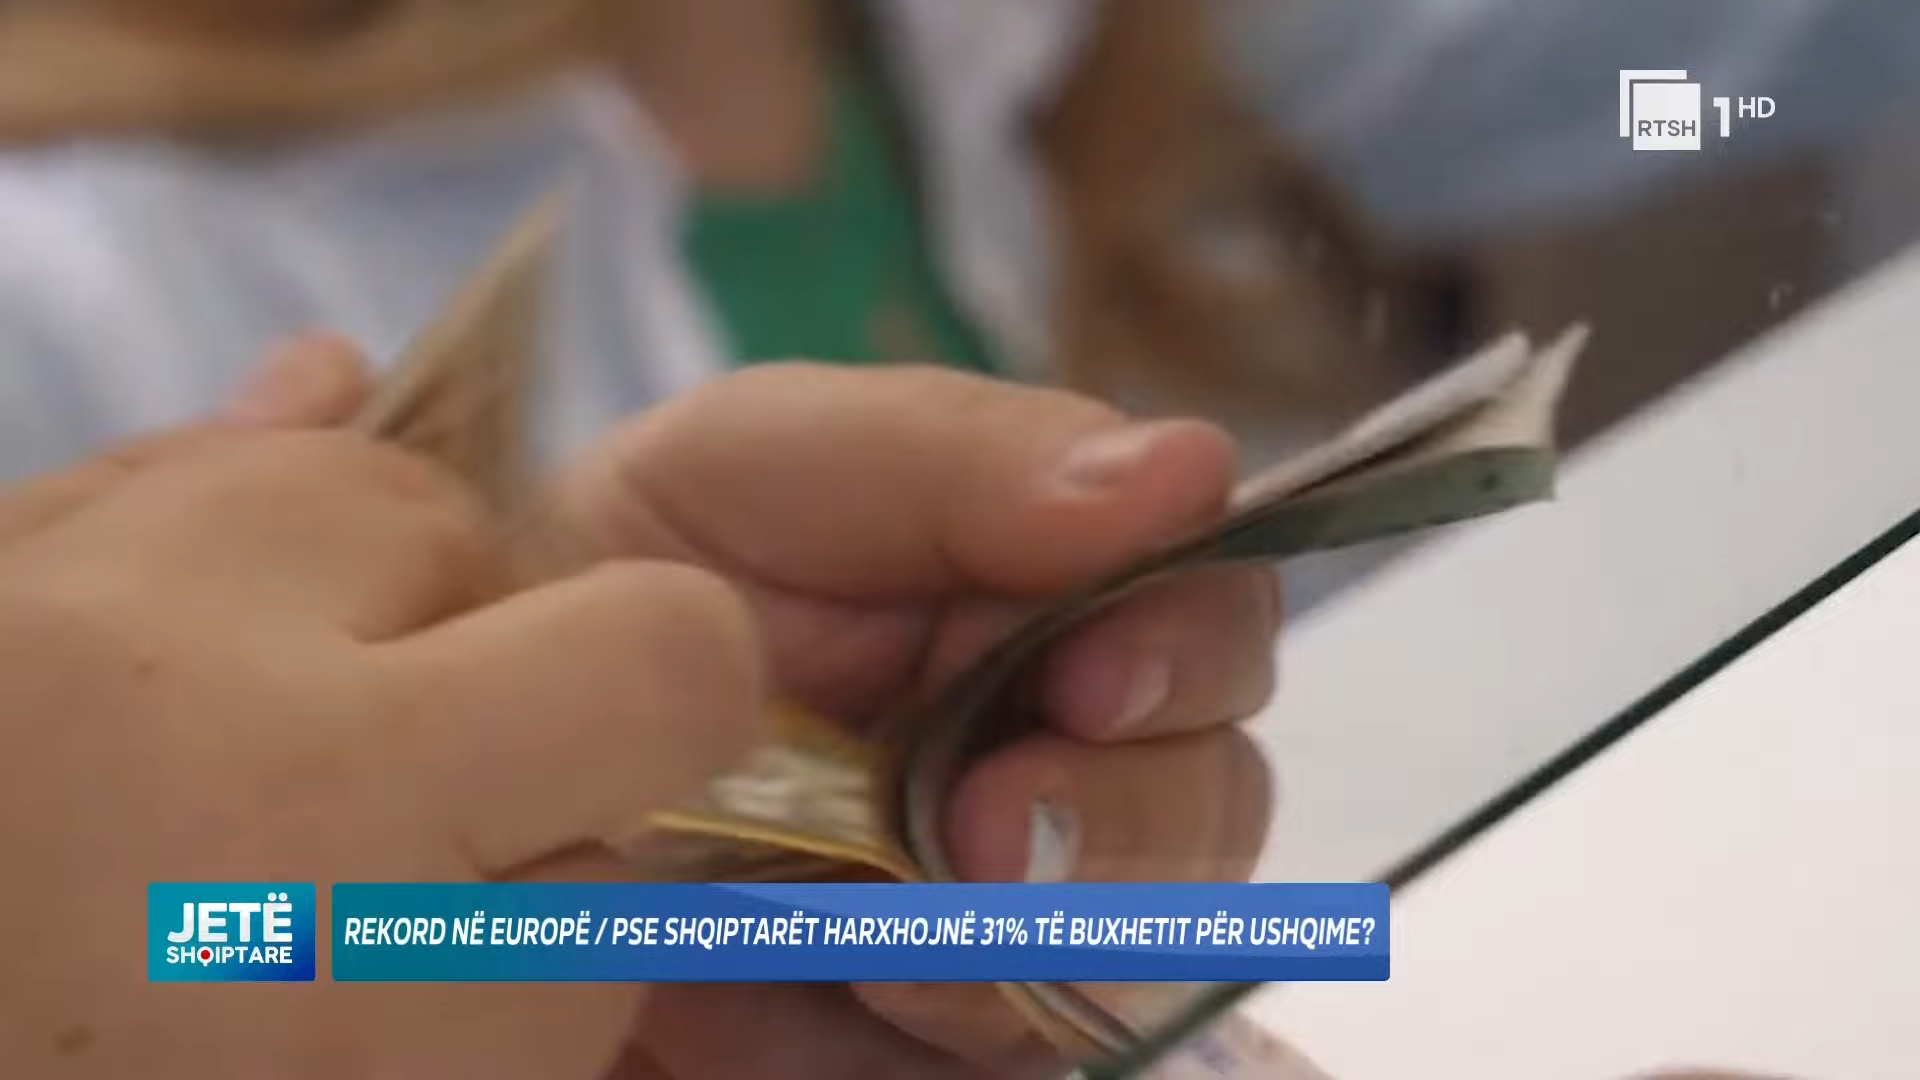 RTSH 1 HD
JETË
SHQIPTARE
REKORD NË EUROPË / PSE SHQIPTARËT HARXHOJNË 31% TË BUXHETIT PËR USHQIME?